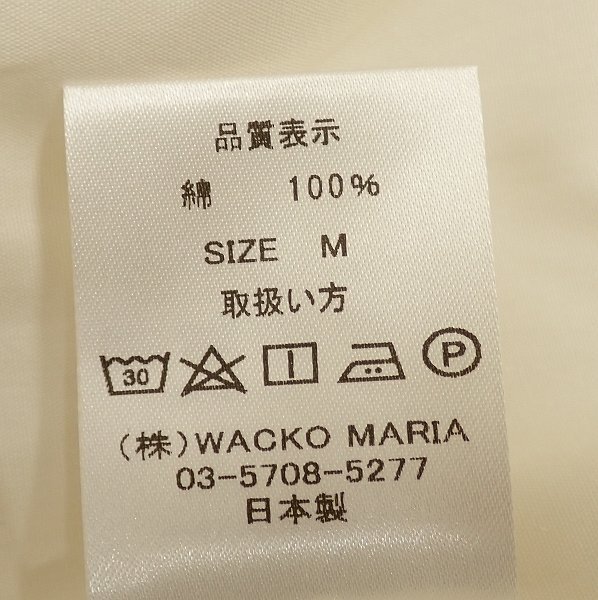 品質表示
綿 100%
SIZE M
取扱い方
30 P
(株)WACKO MARIA
03-5708-5277
日本製